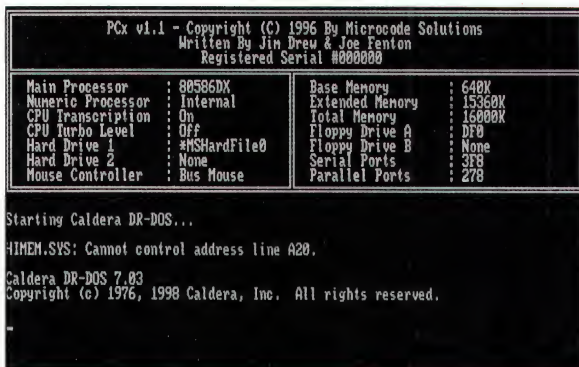 PCx v1.1 - Copyright (C) 1996 By Microcode Solutions
Written By Jim Drew & Joe Fenton
Registered Serial #000000
Main Processor : 80586DX
Numeric Processor : Internal
CPU Transcription : On
CPU Turbo Level : Off
Hard Drive 1 : *MSHardFile0
Hard Drive 2 : None
Mouse Controller : Bus Mouse
Base Memory : 640K
Extended Memory : 15360K
Total Memory : 16000K
Floppy Drive A : DF0
Floppy Drive B : None
Serial Ports : 3F8
Parallel Ports : 278
Starting Caldera DR-DOS...
HIMEM.SYS: Cannot control address line A20.
Caldera DR-DOS 7.03
Copyright (c) 1976, 1998 Caldera, Inc. All rights reserved.